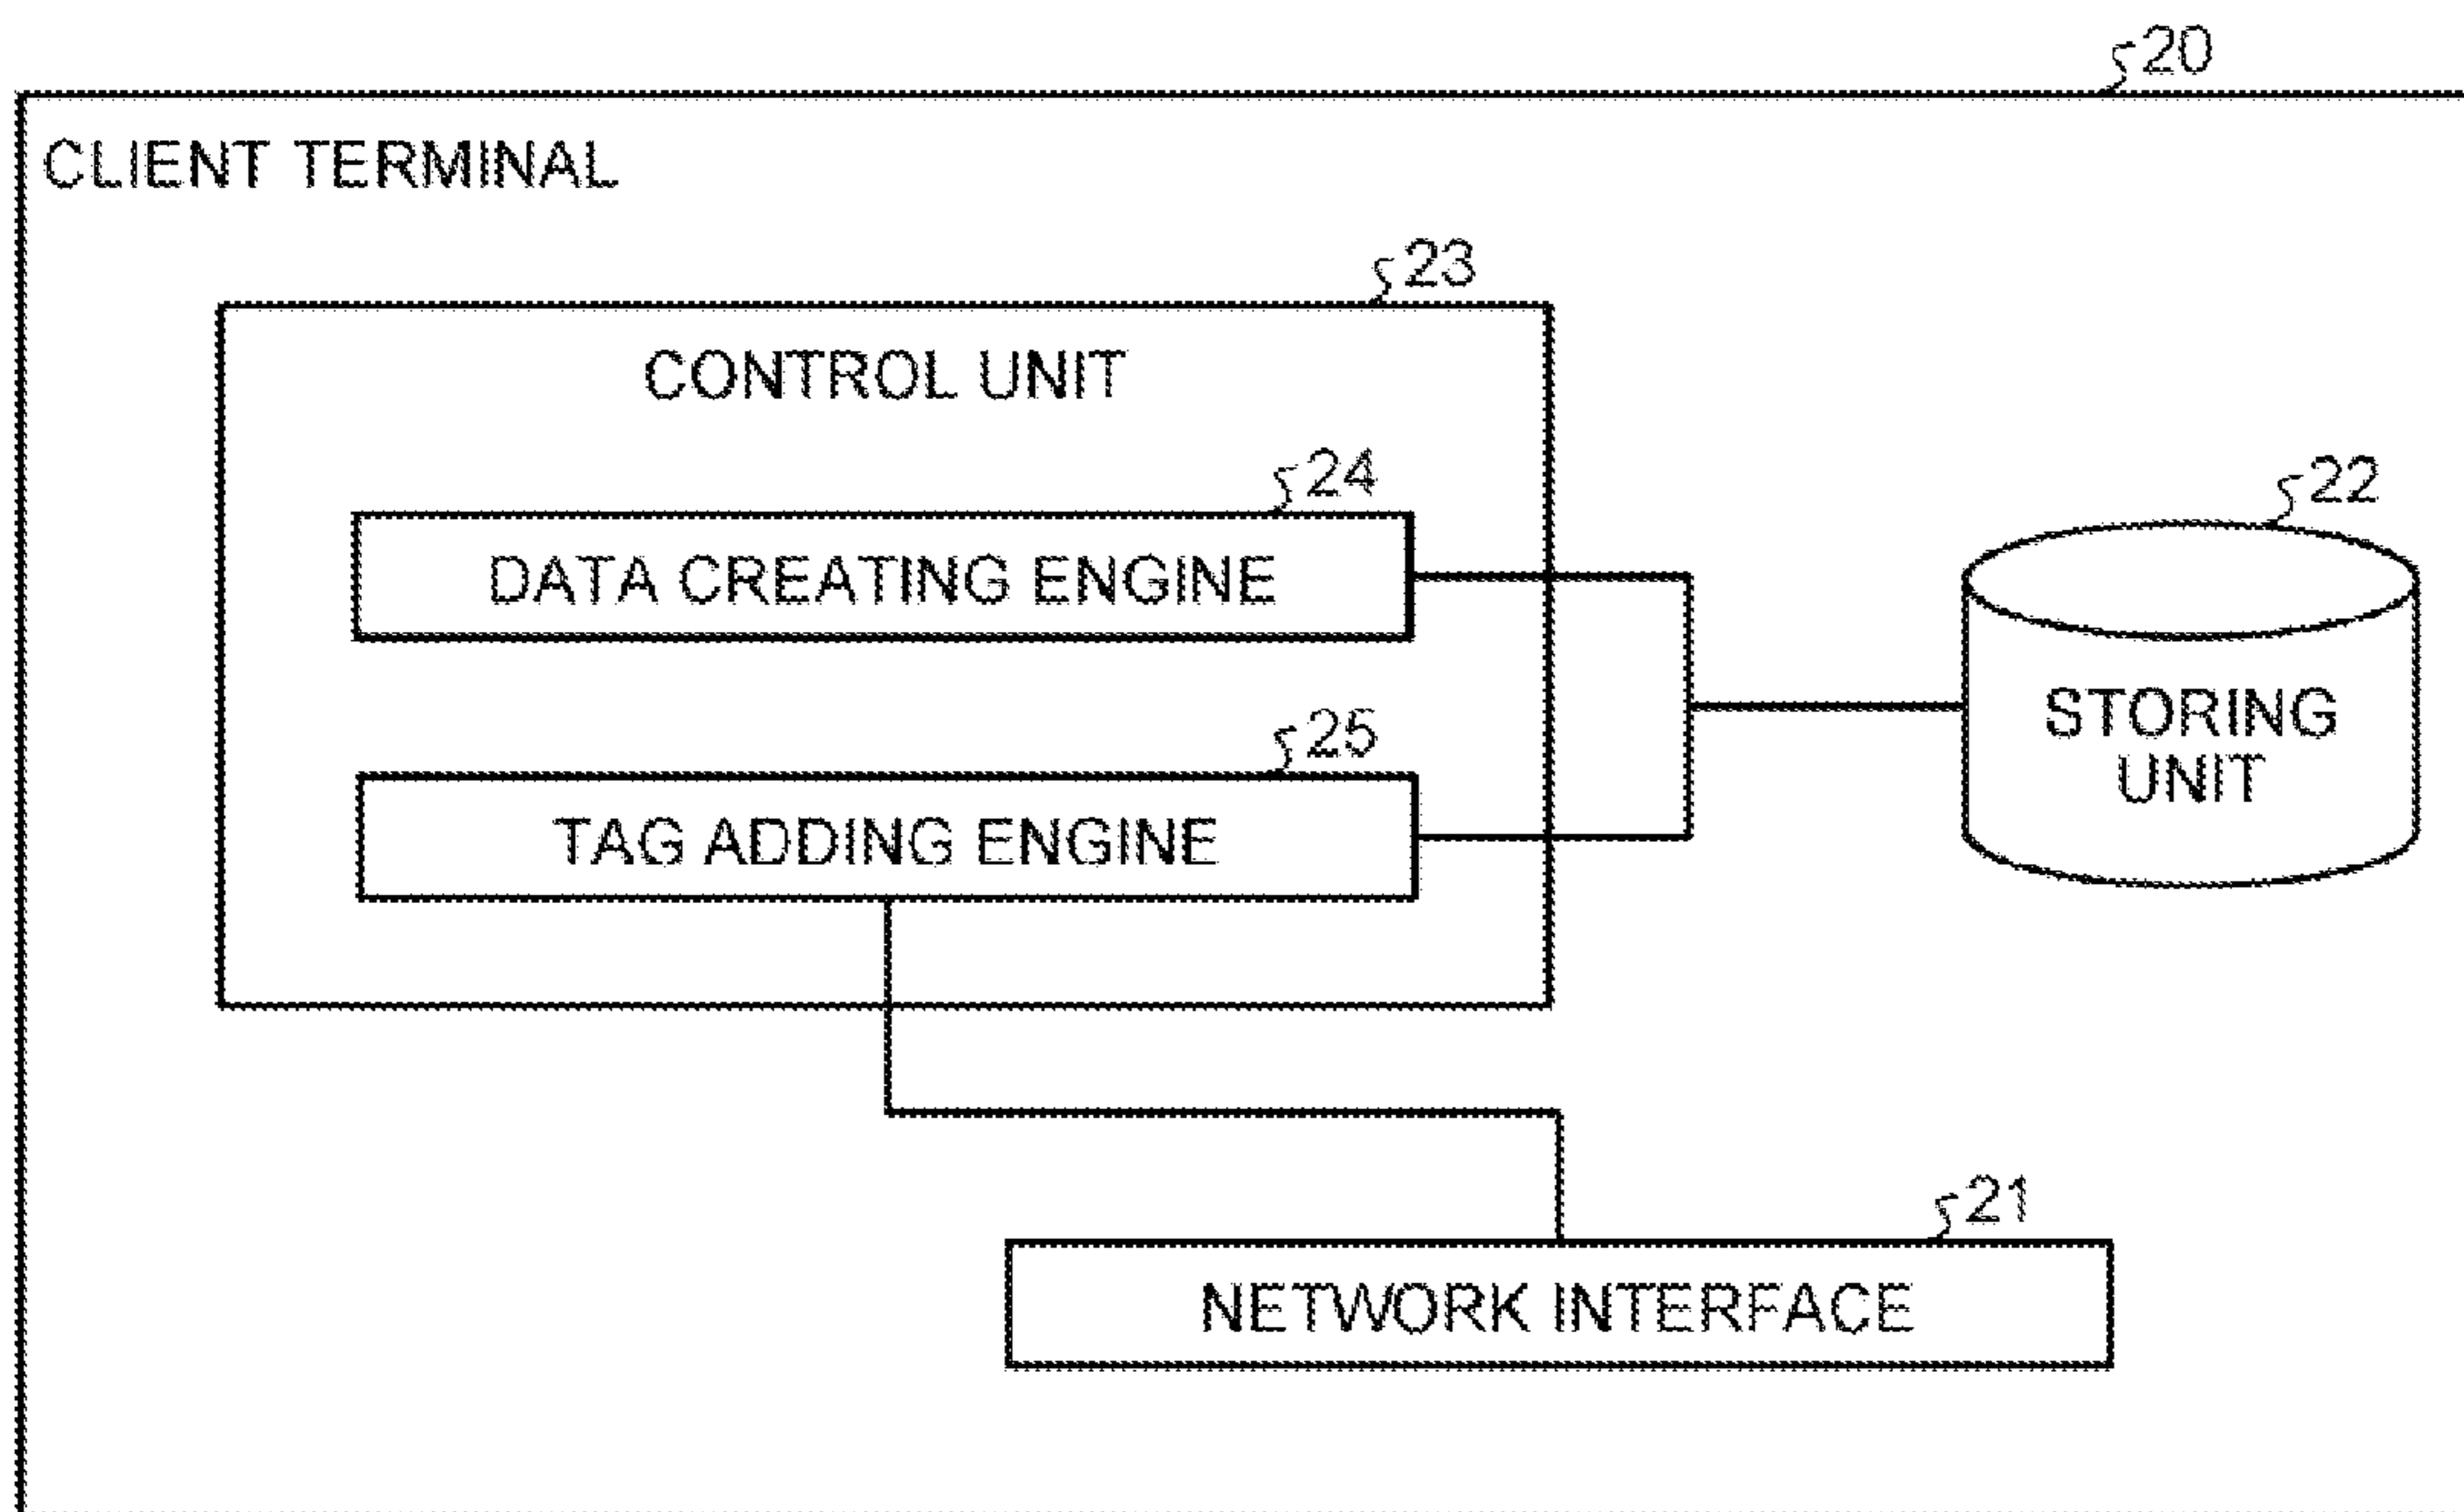 20
CLIENT TERMINAL
23
CONTROL UNIT
24
DATA CREATING ENGINE
22
STORING
UNIT
25
TAG ADDING ENGINE
21
NETWORK INTERFACE